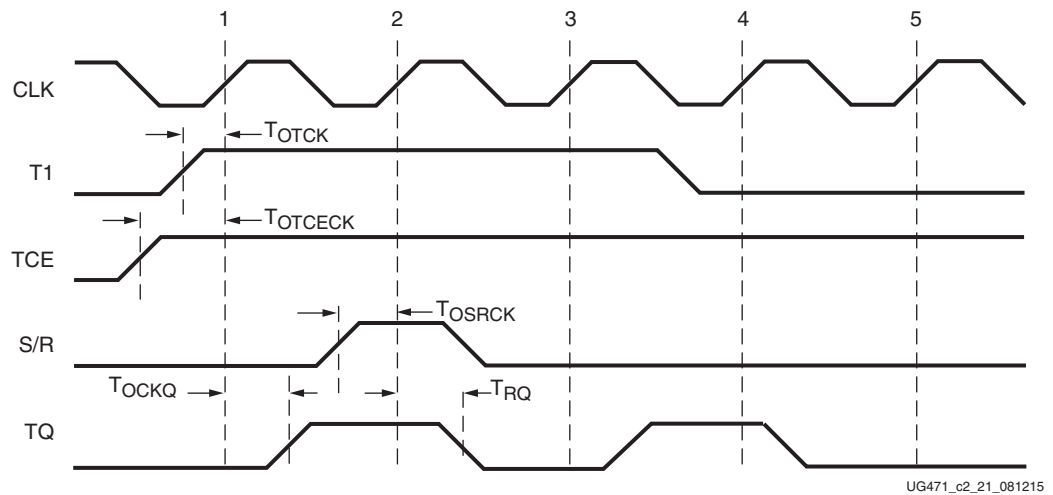 1 2 3 4 5
CLK
TOTCK
T1
TOTCECK
TCE
TOSRCK
S/R
TOCKQ TRQ
TQ
UG471_c2_21_081215